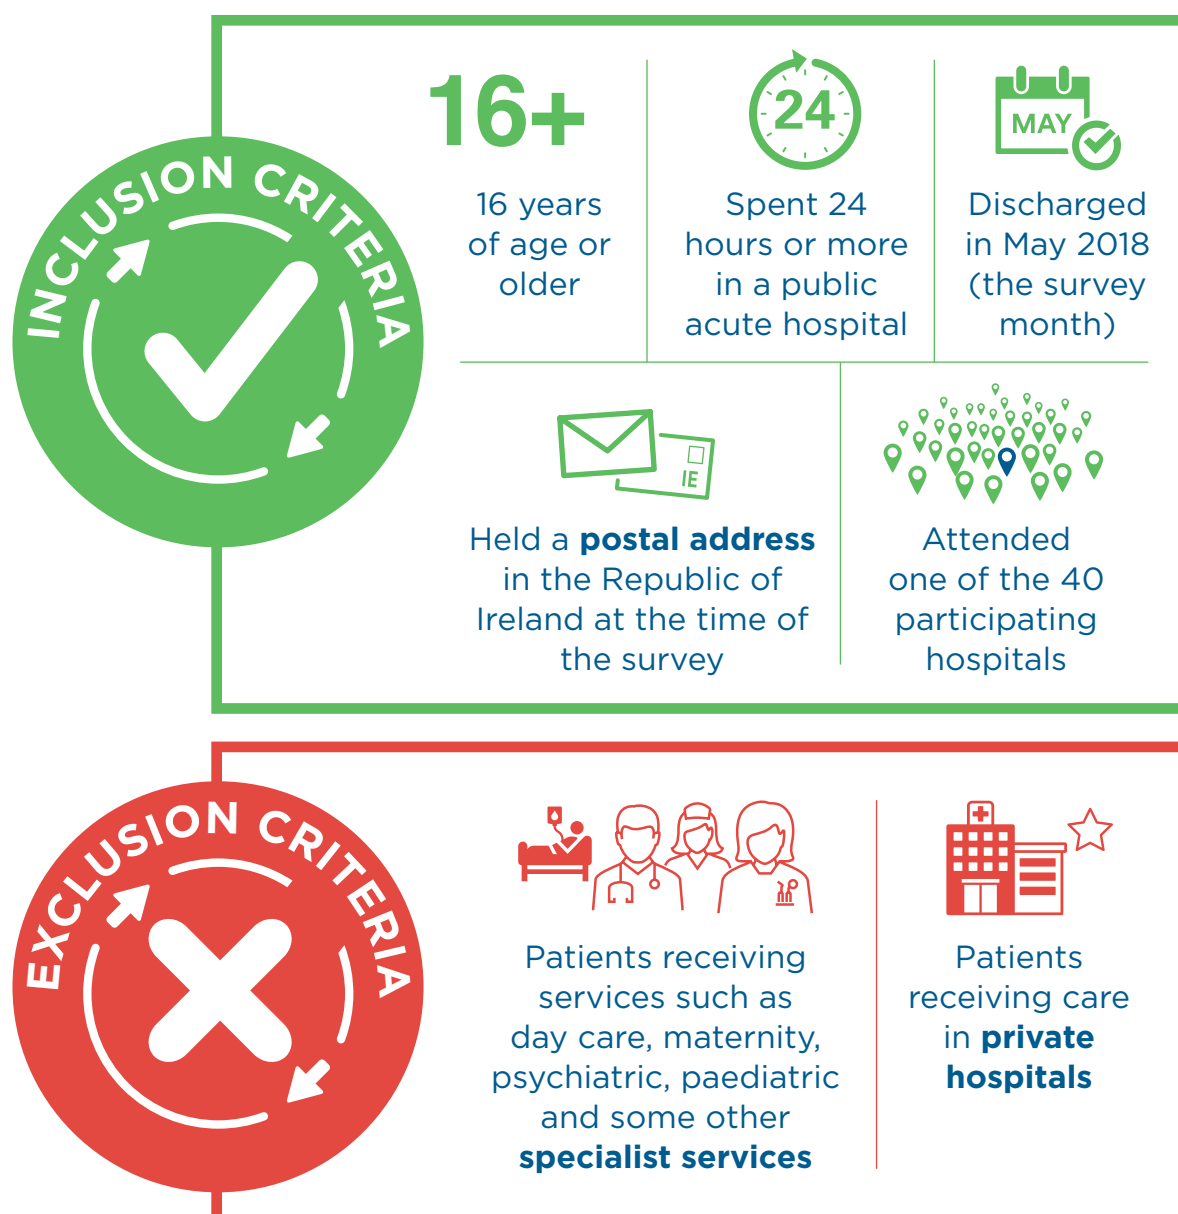 INCLUSION CRITERIA
16+
16 years
of age or
older
24
Spent 24
hours or more
in a public
acute hospital
MAY
Discharged
in May 2018
(the survey
month)
IE
Held a postal address
in the Republic of
Ireland at the time of
the survey
Attended
one of the 40
participating
hospitals
EXCLUSION CRITERIA
Patients receiving
services such as
day care, maternity,
psychiatric, paediatric
and some other
specialist services
Patients
receiving care
in private
hospitals